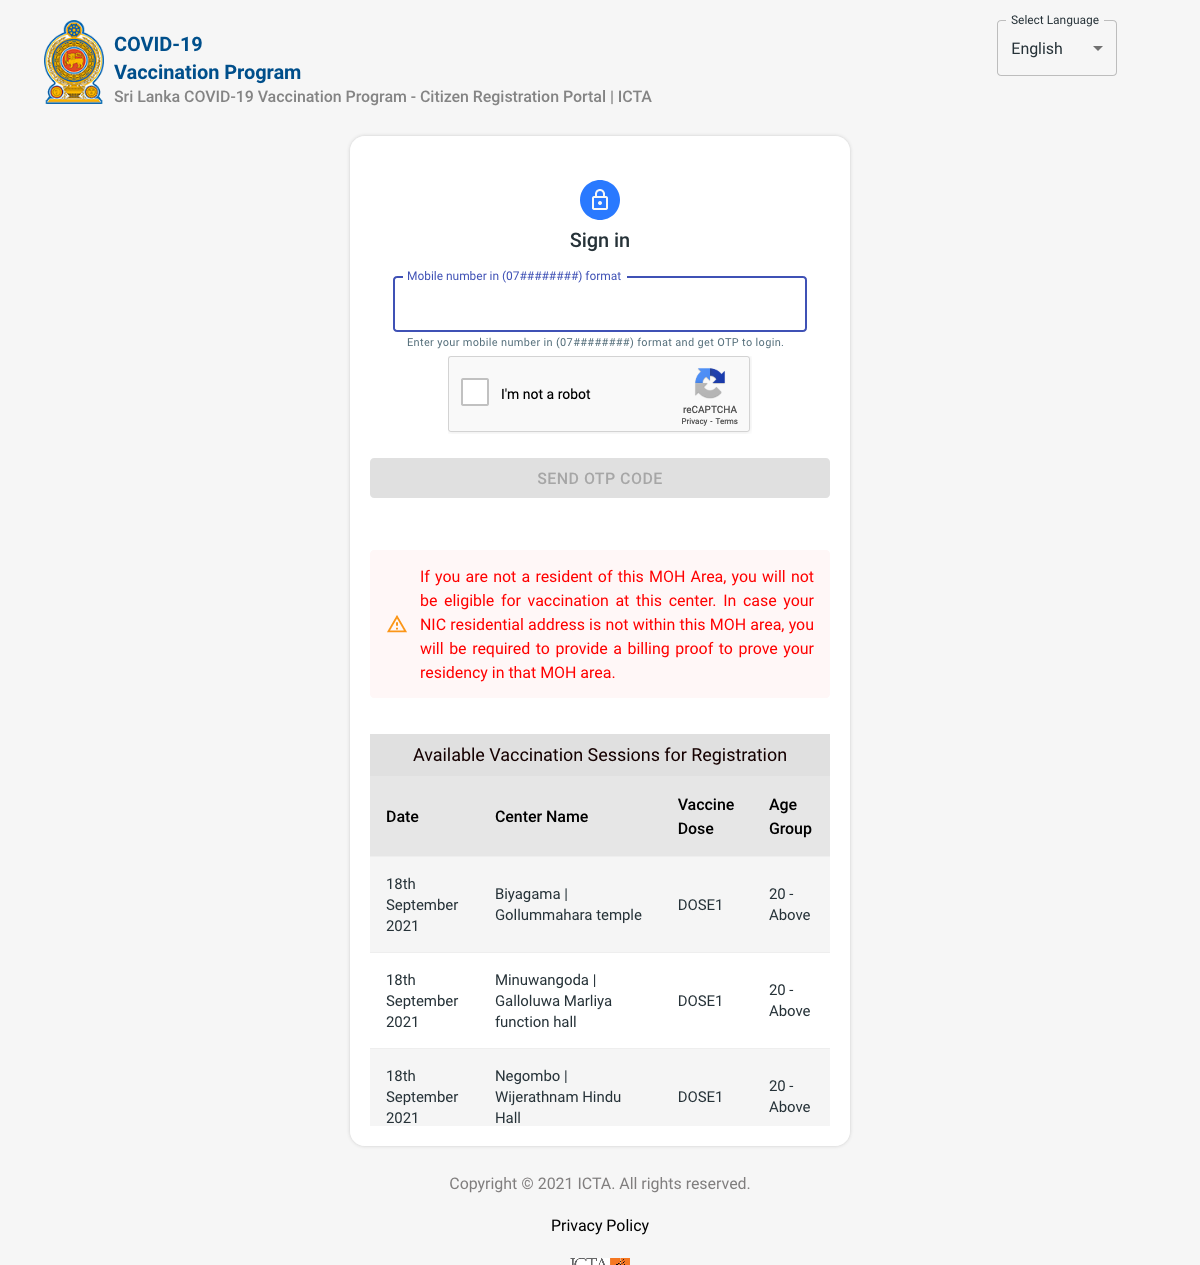 COVID-19
Vaccination Program
Sri Lanka COVID-19 Vaccination Program - Citizen Registration Portal | ICTA
Select Language
English
Sign in
Mobile number in (07########) format
Enter your mobile number in (07########) format and get OTP to login.
I'm not a robot
reCAPTCHA
Privacy - Terms
SEND OTP CODE
If you are not a resident of this MOH Area, you will not
be eligible for vaccination at this center. In case your
NIC residential address is not within this MOH area, you
will be required to provide a billing proof to prove your
residency in that MOH area.
Available Vaccination Sessions for Registration
Date Center Name Vaccine Dose Age Group
18th September 2021 Biyagama | Gollummahara temple DOSE1 20 - Above
18th September 2021 Minuwangoda | Galloluwa Marliya function hall DOSE1 20 - Above
18th September 2021 Negombo | Wijerathnam Hindu Hall DOSE1 20 - Above
Copyright © 2021 ICTA. All rights reserved.
Privacy Policy
ICTA